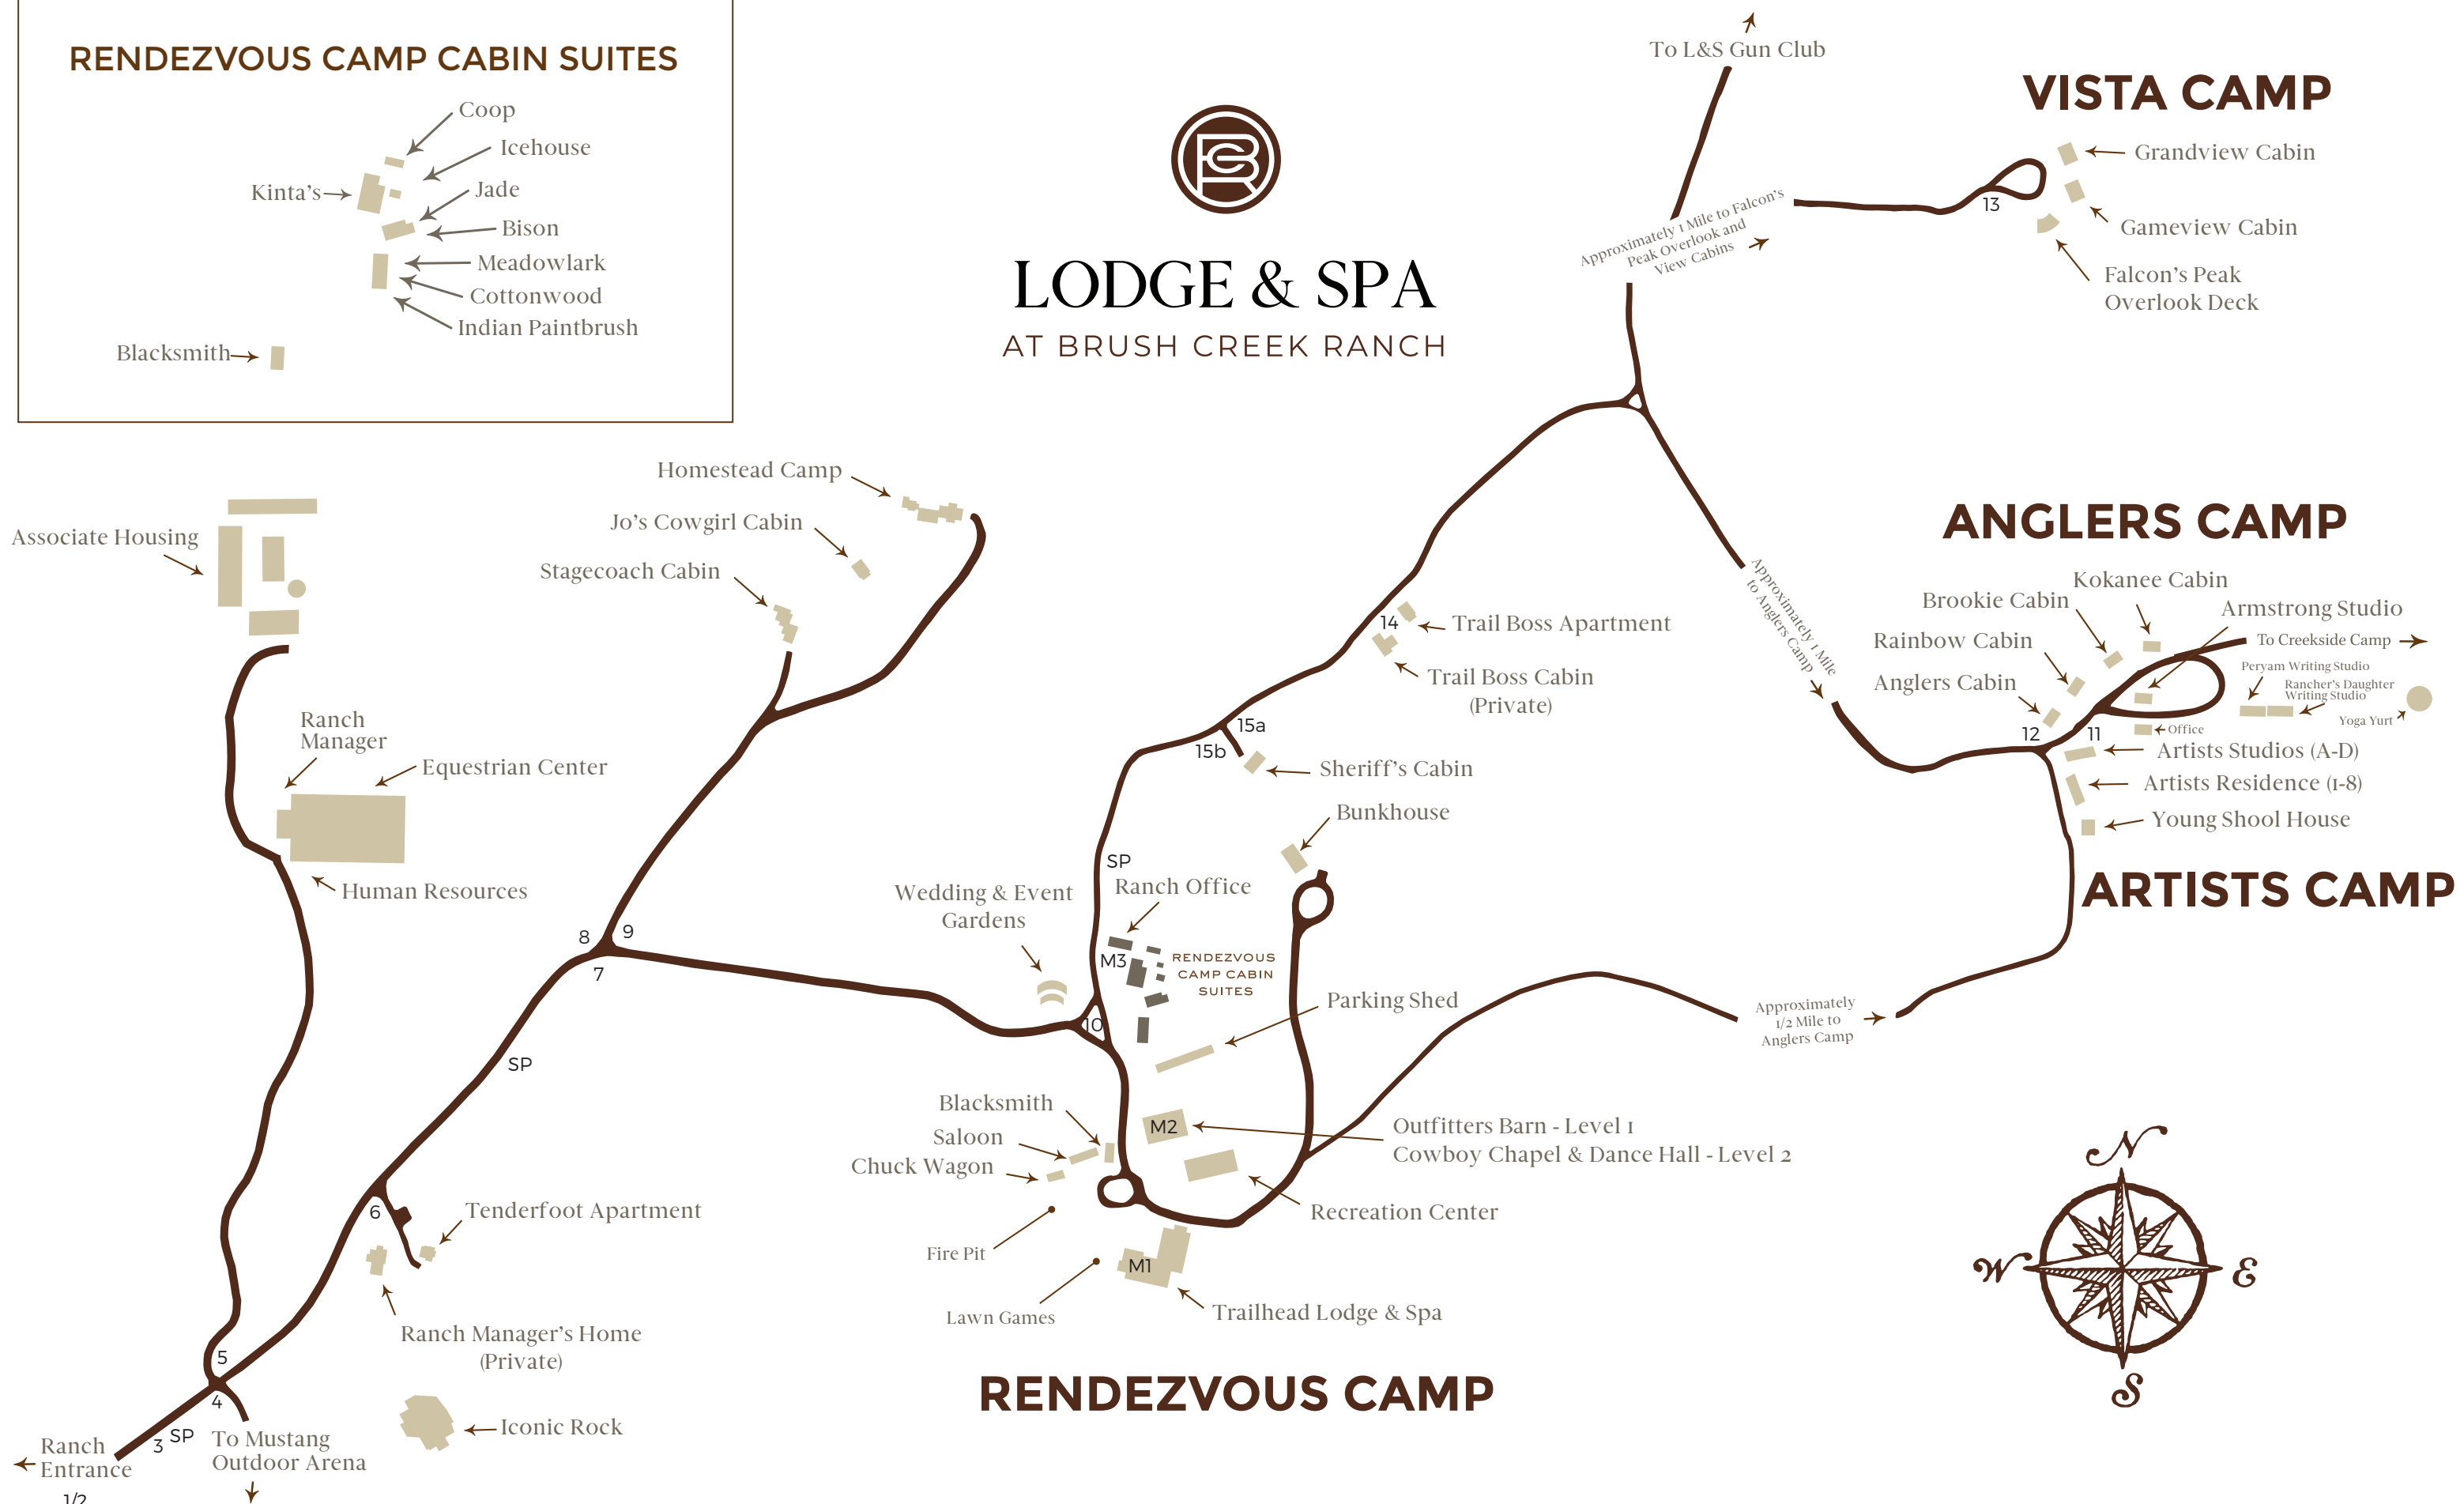 RENDEZVOUS CAMP CABIN SUITES
Coop
Icehouse
Kinta's
Jade
Bison
Meadowlark
Cottonwood
Indian Paintbrush
Blacksmith
LODGE & SPA
AT BRUSH CREEK RANCH
To L&S Gun Club
Approximately 1 Mile to Falcon's
Peak Overlook and
View Cabins
VISTA CAMP
Grandview Cabin
13
Gameview Cabin
Falcon's Peak
Overlook Deck
Homestead Camp
Jo's Cowgirl Cabin
Stagecoach Cabin
Associate Housing
Ranch
Manager
Equestrian Center
Human Resources
14
Trail Boss Apartment
Trail Boss Cabin
(Private)
15a
15b
Sheriff's Cabin
Bunkhouse
Approximately 1 Mile
to Anglers Camp
ANGLERS CAMP
Kokanee Cabin
Brookie Cabin
Armstrong Studio
Rainbow Cabin
To Creekside Camp
Peryam Writing Studio
Anglers Cabin
Rancher's Daughter
Writing Studio
Yoga Yurt
12
11
Office
Artists Studios (A-D)
Artists Residence (1-8)
Young Shool House
ARTISTS CAMP
SP
Ranch Office
Wedding & Event
Gardens
8
9
7
M3
RENDEZVOUS
CAMP CABIN
SUITES
Parking Shed
10
Approximately
1/2 Mile to
Anglers Camp
SP
Blacksmith
Saloon
Chuck Wagon
M2
Outfitters Barn - Level 1
Cowboy Chapel & Dance Hall - Level 2
Recreation Center
Fire Pit
Lawn Games
M1
Trailhead Lodge & Spa
RENDEZVOUS CAMP
6
Tenderfoot Apartment
Ranch Manager's Home
(Private)
5
4
Iconic Rock
3
SP
Ranch
Entrance
1/2
To Mustang
Outdoor Arena
N
W
E
S